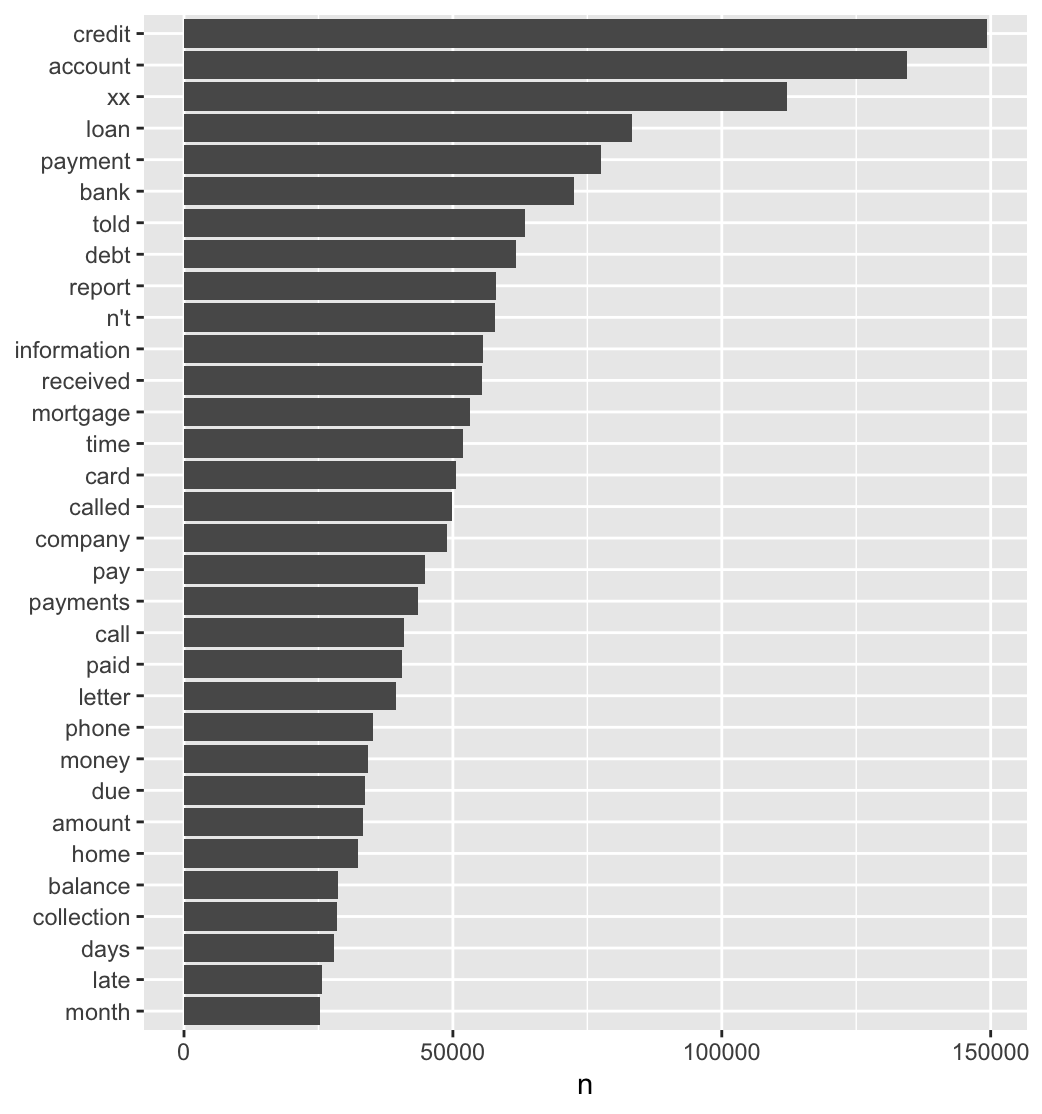 credit
account
xx
loan
payment
bank
told
debt
report
n't
information
received
mortgage
time
card
called
company
pay
payments
call
paid
letter
phone
money
due
amount
home
balance
collection
days
late
month
0 50000 100000 150000
n